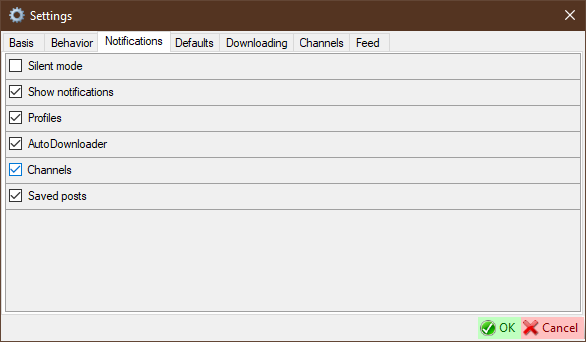 Settings
Basis Behavior Notifications Defaults Downloading Channels Feed
Silent mode
Show notifications
Profiles
AutoDownloader
Channels
Saved posts
OK Cancel